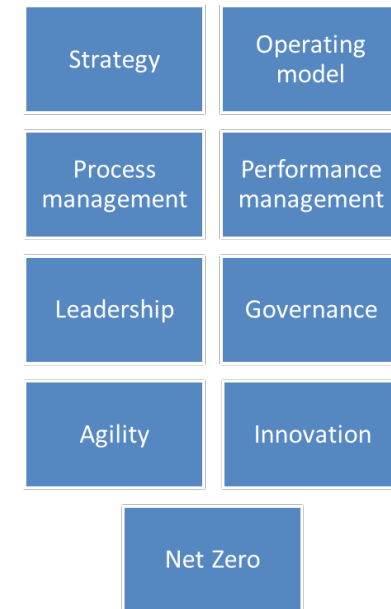 Strategy
Operating
model
Process
management
Performance
management
Leadership
Governance
Agility
Innovation
Net Zero